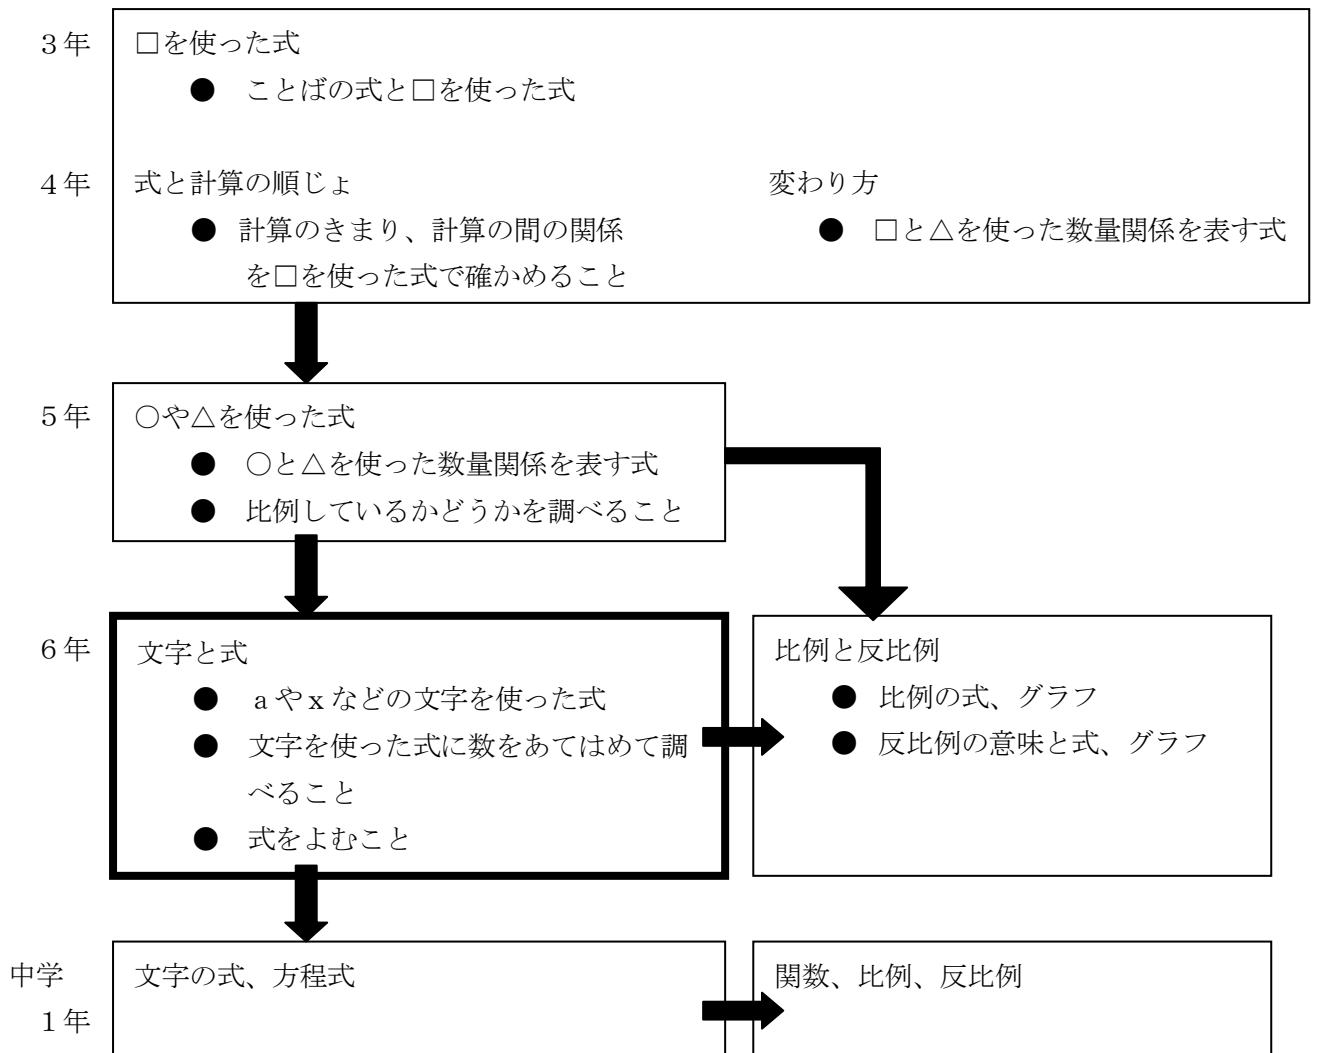 3年 □を使った式
● ことばの式と□を使った式
4年 式と計算の順じょ 変わり方
● 計算のきまり、計算の間の関係 ● □と△を使った数量関係を表す式
を□を使った式で確かめること
5年 ○や△を使った式
● ○と△を使った数量関係を表す式
● 比例しているかどうかを調べること
6年 文字と式 比例と反比例
● aやxなどの文字を使った式 ● 比例の式、グラフ
● 文字を使った式に数をあてはめて調 ● 反比例の意味と式、グラフ
べること
● 式をよむこと
中学 文字の式、方程式 関数、比例、反比例
1年